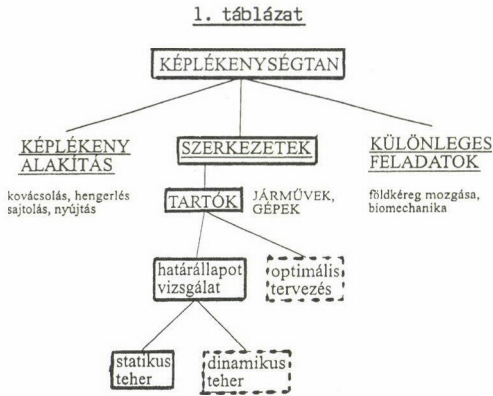 1. táblázat
KÉPLÉKENYSÉGTAN
KÉPLÉKENY
ALAKÍTÁS
kovácsolás, hengerlés
sajtolás, nyújtás
SZERKEZETEK
TARTÓK
JÁRMŰVEK,
GÉPEK
KÜLÖNLEGES
FELADATOK
földkéreg mozgása,
biomechanika
határállapot
vizsgálat
optimális
tervezés
statikus
teher
dinamikus
teher